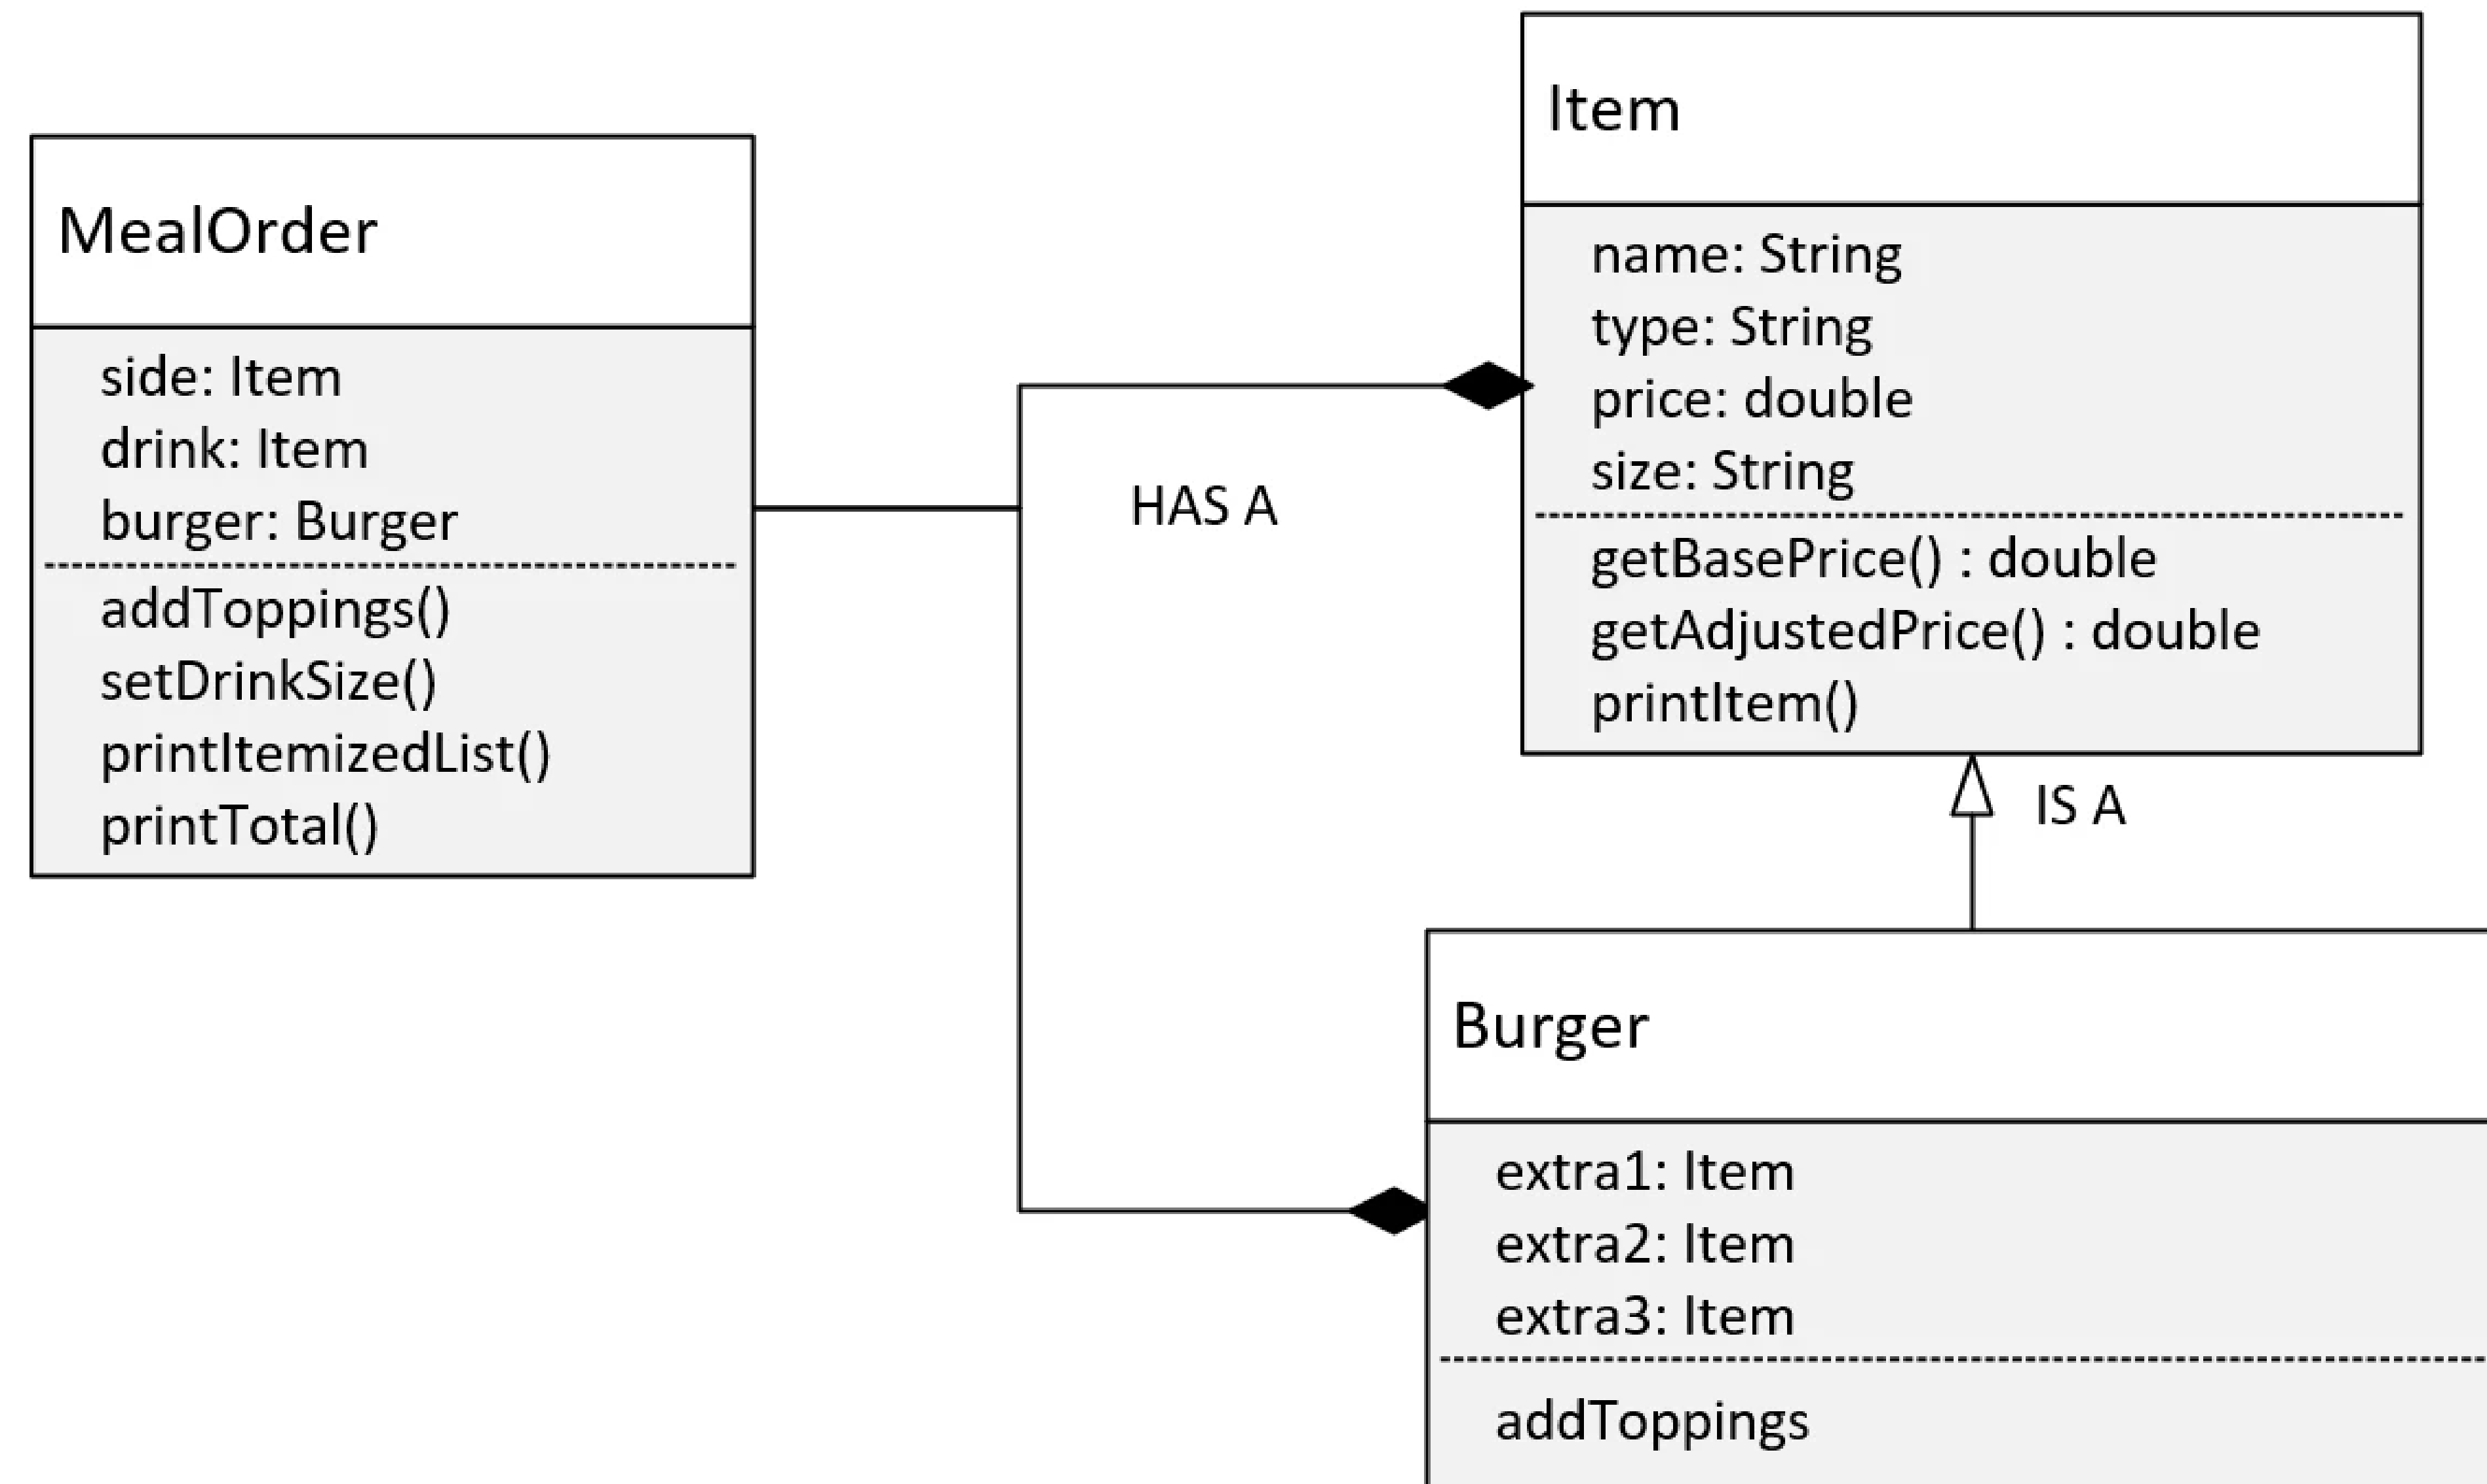 MealOrder
side: Item
drink: Item
burger: Burger
addToppings()
setDrinkSize()
printItemizedList()
printTotal()
HAS A
Item
name: String
type: String
price: double
size: String
getBasePrice() : double
getAdjustedPrice() : double
printItem()
IS A
Burger
extra1: Item
extra2: Item
extra3: Item
addToppings